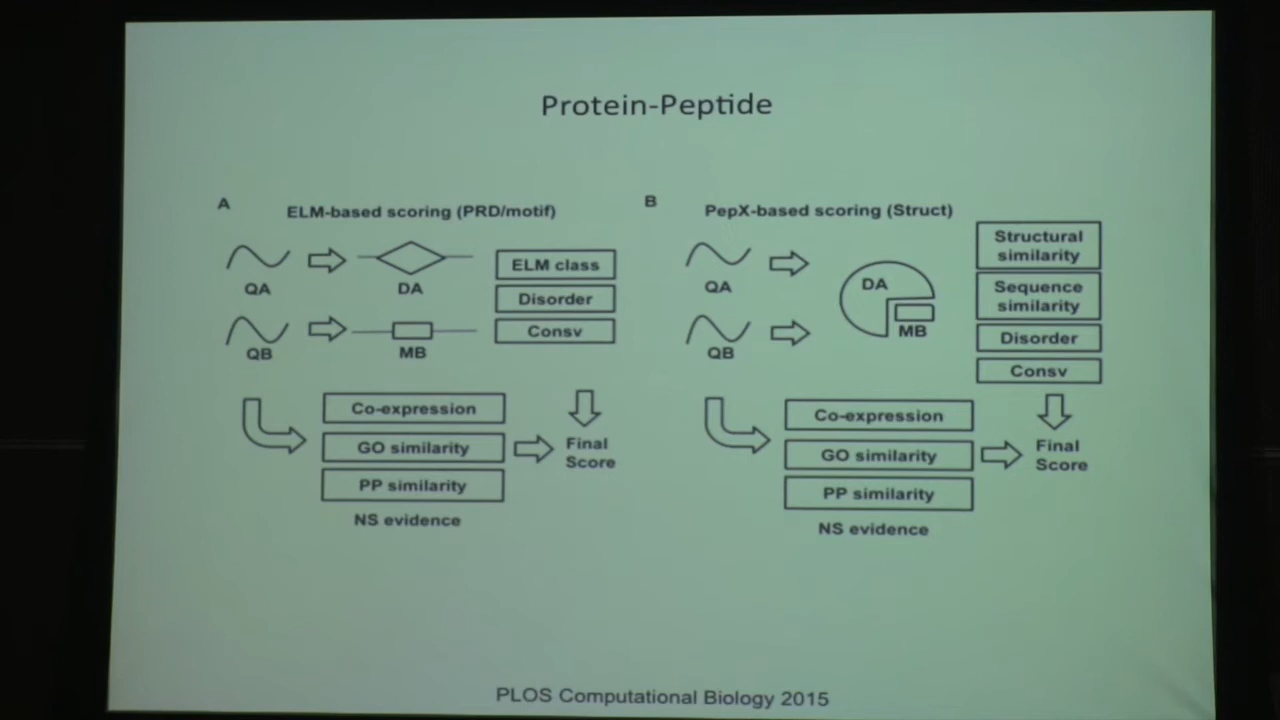 Protein-Peptide
A
ELM-based scoring (PRD/motif)
QA
DA
ELM class
Disorder
Consv
QB
MB
Co-expression
GO similarity
PP similarity
NS evidence
Final
Score
B
PepX-based scoring (Struct)
QA
DA
MB
QB
Structural
similarity
Sequence
similarity
Disorder
Consv
Co-expression
GO similarity
PP similarity
NS evidence
Final
Score
PLOS Computational Biology 2015